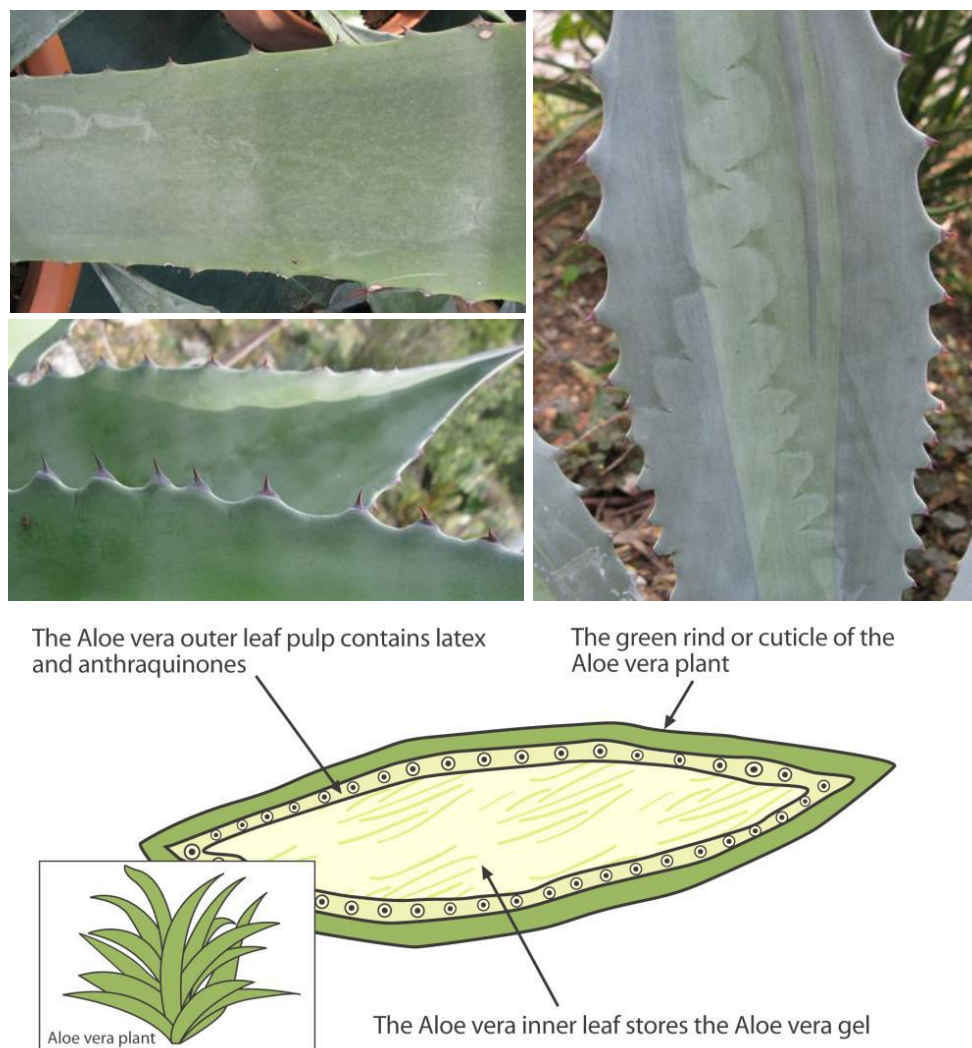 The Aloe vera outer leaf pulp contains latex
and anthraquinones
The green rind or cuticle of the
Aloe vera plant
Aloe vera plant
The Aloe vera inner leaf stores the Aloe vera gel